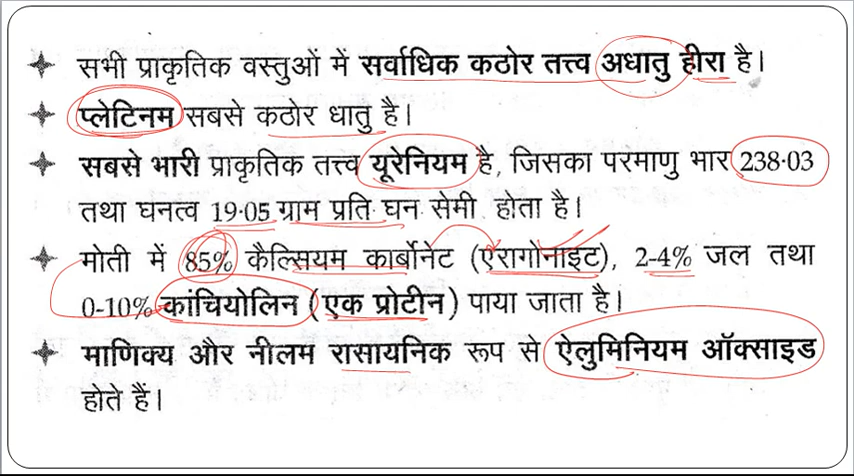 ✦ सभी प्राकृतिक वस्तुओं में सर्वाधिक कठोर तत्त्व अधातु हीरा है।
✦ प्लेटिनम सबसे कठोर धातु है।
✦ सबसे भारी प्राकृतिक तत्त्व यूरेनियम है, जिसका परमाणु भार 238·03
तथा घनत्व 19·05 ग्राम प्रति घन सेमी होता है।
✦ मोती में 85% कैल्सियम कार्बोनेट (ऐरागोनाइट), 2-4% जल तथा
0-10% कांचियोलिन (एक प्रोटीन) पाया जाता है।
✦ माणिक्य और नीलम रासायनिक रूप से ऐलुमिनियम ऑक्साइड
होते हैं।